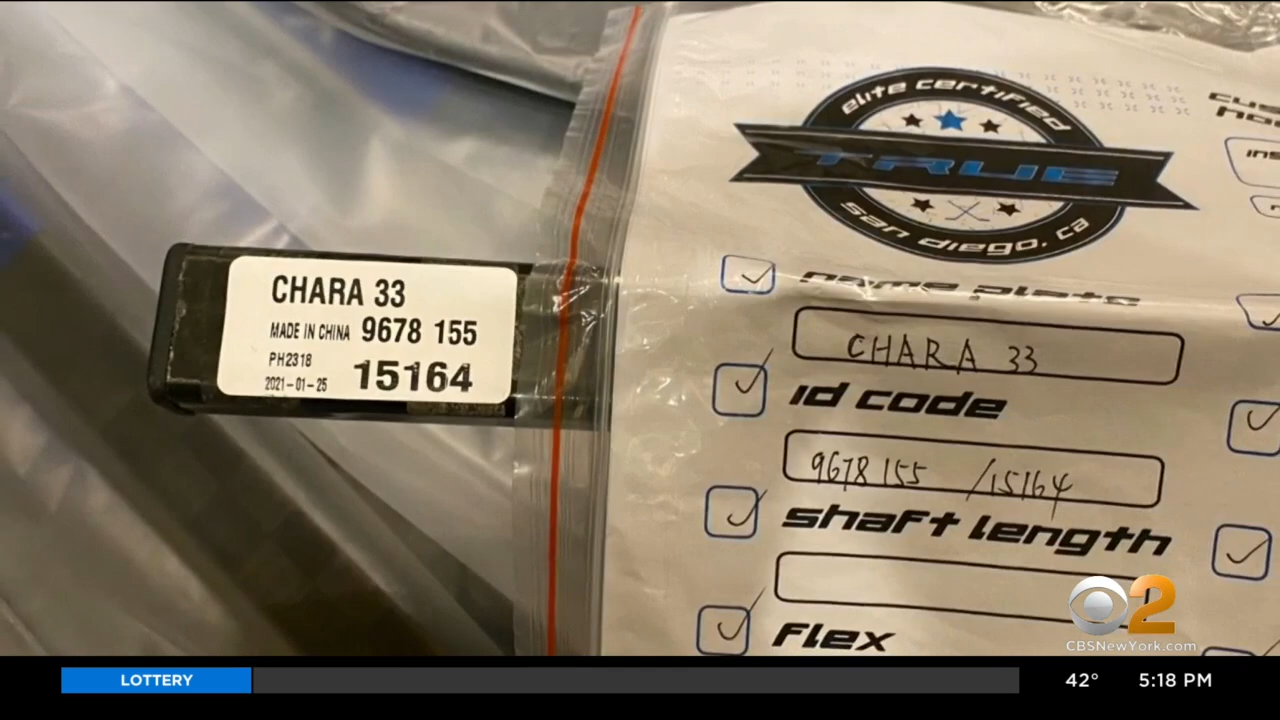 CHARA 33
MADE IN CHINA 9678 155
PH2318
2021-01-25 15164
elite certified
TRUE
san diego, ca
name plate
CHARA 33
id code
9678 155 /15164
shaft length
flex
2
CBSNewYork.com
LOTTERY
42°
5:18 PM